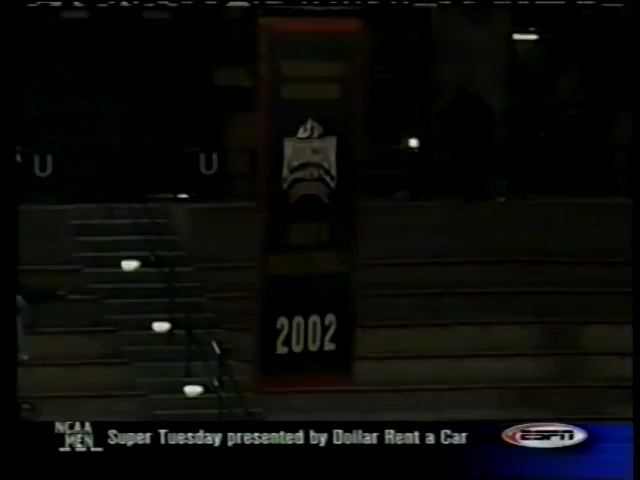 U U
2002
NCAA
MEN
Super Tuesday presented by Dollar Rent a Car
ESPN